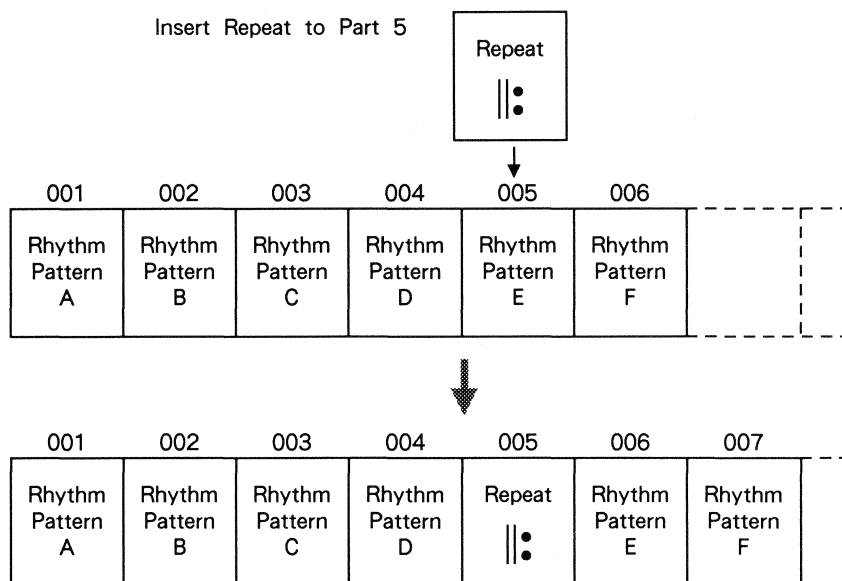 Insert Repeat to Part 5
Repeat
001 002 003 004 005 006
Rhythm Rhythm Rhythm Rhythm Rhythm Rhythm
Pattern Pattern Pattern Pattern Pattern Pattern
A B C D E F
001 002 003 004 005 006 007
Rhythm Rhythm Rhythm Rhythm Repeat Rhythm Rhythm
Pattern Pattern Pattern Pattern Pattern Pattern
A B C D E F